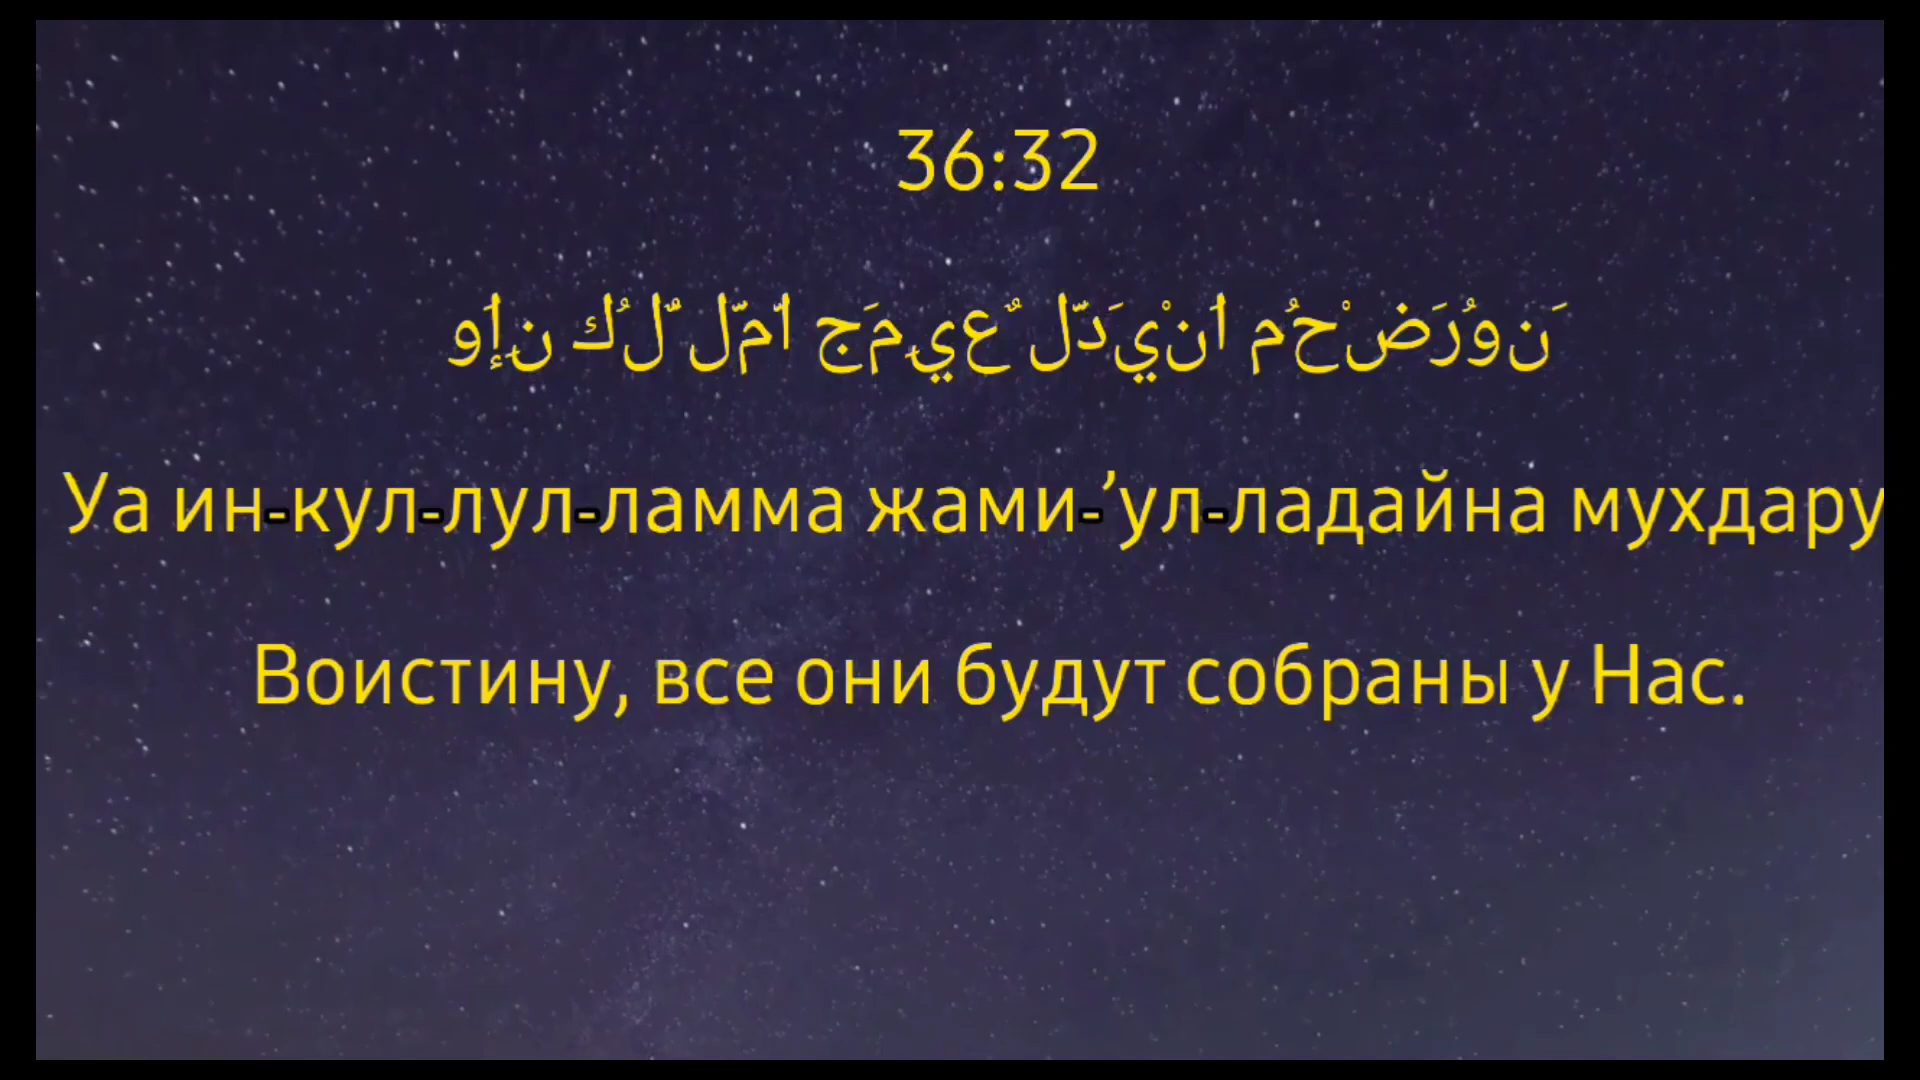 36:32
وَإِن كُلٌّ لَّمَّا جَمِيعٌ لَّدَيْنَا مُحْضَرُونَ
Уа ин-кул-лул-ламма жами-’ул-ладайна мухдару
Воистину, все они будут собраны у Нас.